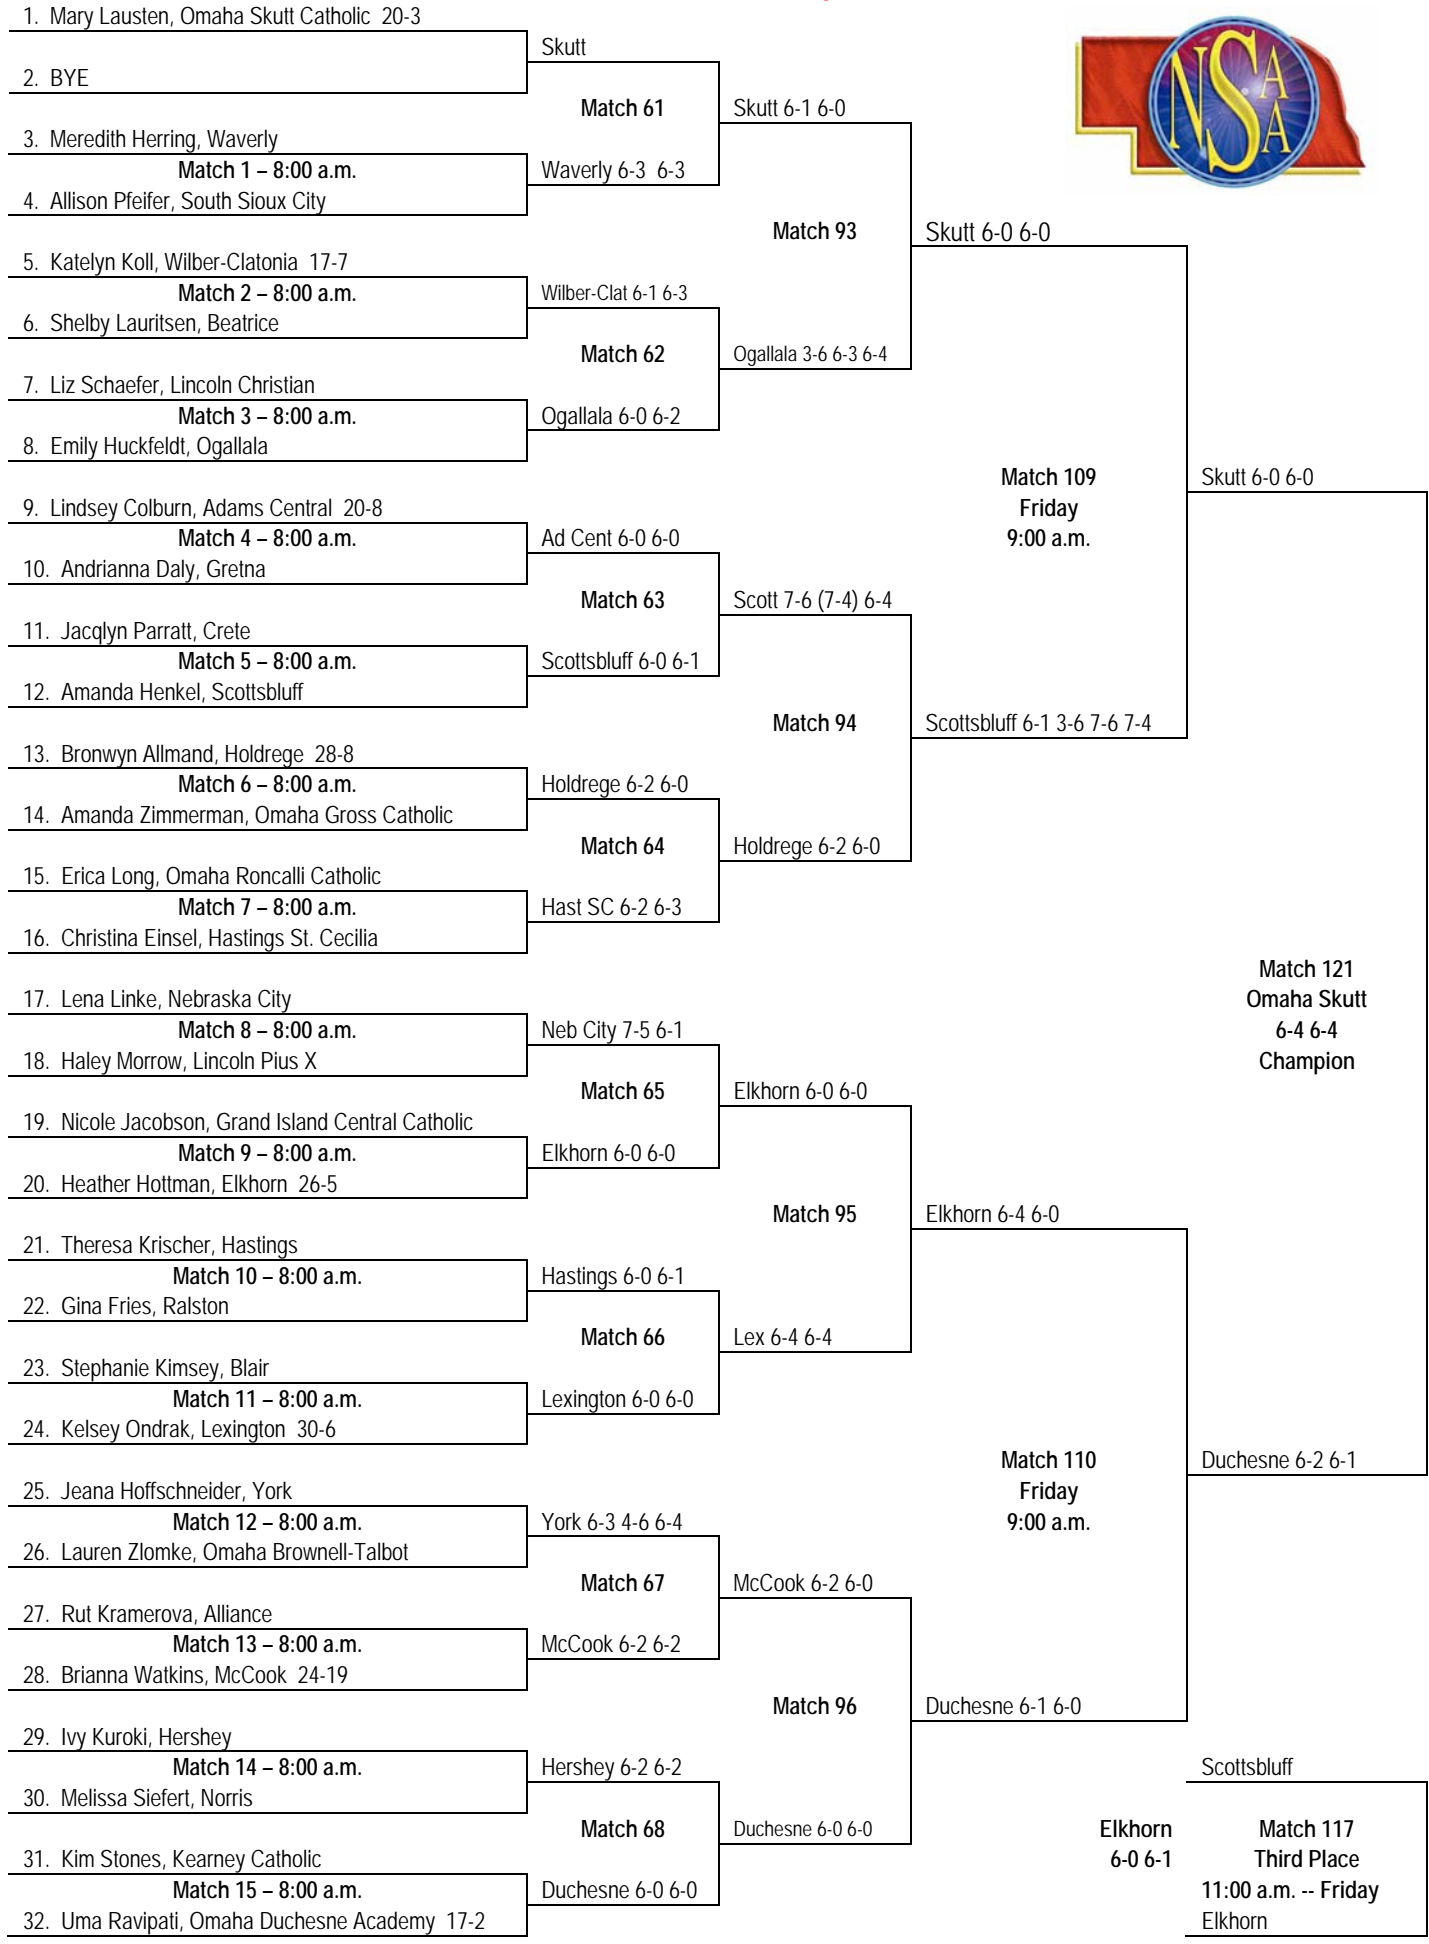 1. Mary Lausten, Omaha Skutt Catholic 20-3
Skutt
2. BYE
Match 61
Skutt 6-1 6-0
3. Meredith Herring, Waverly
Match 1 – 8:00 a.m.
Waverly 6-3 6-3
4. Allison Pfeifer, South Sioux City
Match 93
Skutt 6-0 6-0
5. Katelyn Koll, Wilber-Clatonia 17-7
Match 2 – 8:00 a.m.
Wilber-Clat 6-1 6-3
6. Shelby Lauritsen, Beatrice
Match 62
Ogallala 3-6 6-3 6-4
7. Liz Schaefer, Lincoln Christian
Match 3 – 8:00 a.m.
Ogallala 6-0 6-2
8. Emily Huckfeldt, Ogallala
Match 109
Friday
9:00 a.m.
Skutt 6-0 6-0
9. Lindsey Colburn, Adams Central 20-8
Match 4 – 8:00 a.m.
Ad Cent 6-0 6-0
10. Andrianna Daly, Gretna
Match 63
Scott 7-6 (7-4) 6-4
11. Jacqlyn Parratt, Crete
Match 5 – 8:00 a.m.
Scottsbluff 6-0 6-1
12. Amanda Henkel, Scottsbluff
Match 94
Scottsbluff 6-1 3-6 7-6 7-4
13. Bronwyn Allmand, Holdrege 28-8
Match 6 – 8:00 a.m.
Holdrege 6-2 6-0
14. Amanda Zimmerman, Omaha Gross Catholic
Match 64
Holdrege 6-2 6-0
15. Erica Long, Omaha Roncalli Catholic
Match 7 – 8:00 a.m.
Hast SC 6-2 6-3
16. Christina Einsel, Hastings St. Cecilia
Match 121
Omaha Skutt
6-4 6-4
Champion
17. Lena Linke, Nebraska City
Match 8 – 8:00 a.m.
Neb City 7-5 6-1
18. Haley Morrow, Lincoln Pius X
Match 65
Elkhorn 6-0 6-0
19. Nicole Jacobson, Grand Island Central Catholic
Match 9 – 8:00 a.m.
Elkhorn 6-0 6-0
20. Heather Hottman, Elkhorn 26-5
Match 95
Elkhorn 6-4 6-0
21. Theresa Krischer, Hastings
Match 10 – 8:00 a.m.
Hastings 6-0 6-1
22. Gina Fries, Ralston
Match 66
Lex 6-4 6-4
23. Stephanie Kimsey, Blair
Match 11 – 8:00 a.m.
Lexington 6-0 6-0
24. Kelsey Ondrak, Lexington 30-6
Match 110
Friday
9:00 a.m.
Duchesne 6-2 6-1
25. Jeana Hoffschneider, York
Match 12 – 8:00 a.m.
York 6-3 4-6 6-4
26. Lauren Zlomke, Omaha Brownell-Talbot
Match 67
McCook 6-2 6-0
27. Rut Kramerova, Alliance
Match 13 – 8:00 a.m.
McCook 6-2 6-2
28. Brianna Watkins, McCook 24-19
Match 96
Duchesne 6-1 6-0
29. Ivy Kuroki, Hershey
Match 14 – 8:00 a.m.
Hershey 6-2 6-2
30. Melissa Siefert, Norris
Match 68
Duchesne 6-0 6-0
31. Kim Stones, Kearney Catholic
Match 15 – 8:00 a.m.
Duchesne 6-0 6-0
32. Uma Ravipati, Omaha Duchesne Academy 17-2
Scottsbluff
Elkhorn
6-0 6-1
Match 117
Third Place
11:00 a.m. -- Friday
Elkhorn
NSAA